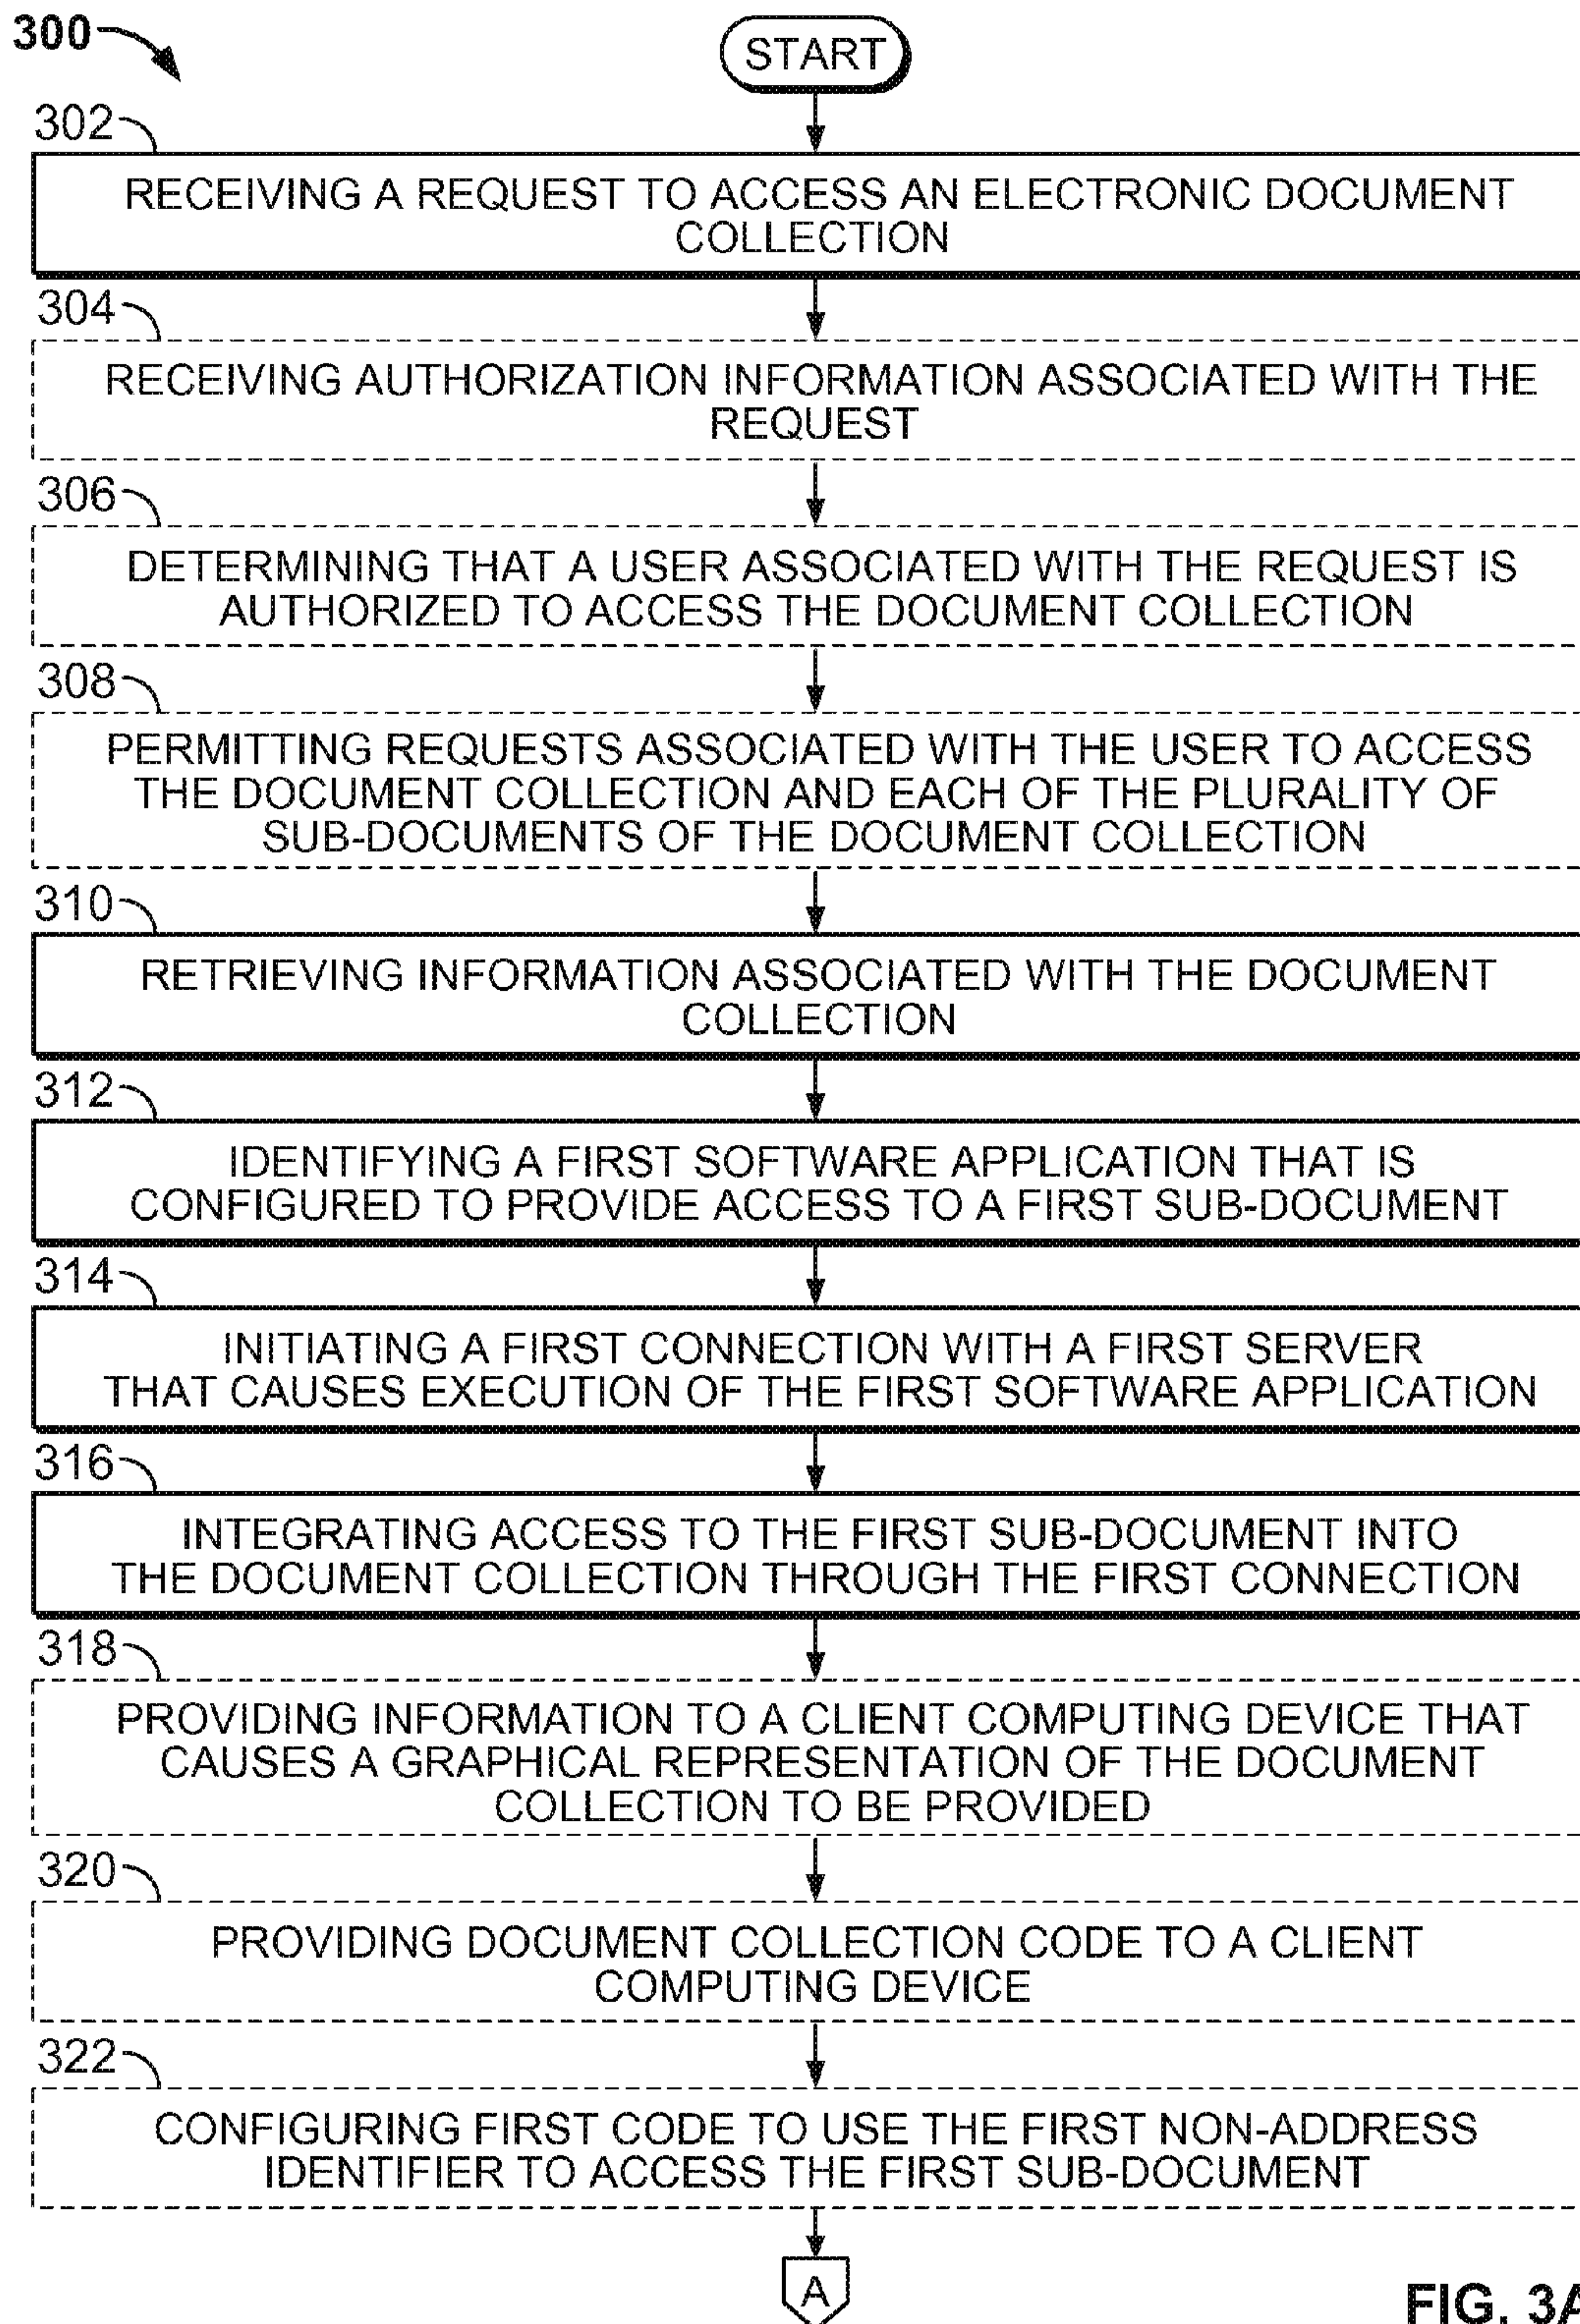 300
START
302
RECEIVING A REQUEST TO ACCESS AN ELECTRONIC DOCUMENT
COLLECTION
304
RECEIVING AUTHORIZATION INFORMATION ASSOCIATED WITH THE
REQUEST
306
DETERMINING THAT A USER ASSOCIATED WITH THE REQUEST IS
AUTHORIZED TO ACCESS THE DOCUMENT COLLECTION
308
PERMITTING REQUESTS ASSOCIATED WITH THE USER TO ACCESS
THE DOCUMENT COLLECTION AND EACH OF THE PLURALITY OF
SUB-DOCUMENTS OF THE DOCUMENT COLLECTION
310
RETRIEVING INFORMATION ASSOCIATED WITH THE DOCUMENT
COLLECTION
312
IDENTIFYING A FIRST SOFTWARE APPLICATION THAT IS
CONFIGURED TO PROVIDE ACCESS TO A FIRST SUB-DOCUMENT
314
INITIATING A FIRST CONNECTION WITH A FIRST SERVER
THAT CAUSES EXECUTION OF THE FIRST SOFTWARE APPLICATION
316
INTEGRATING ACCESS TO THE FIRST SUB-DOCUMENT INTO
THE DOCUMENT COLLECTION THROUGH THE FIRST CONNECTION
318
PROVIDING INFORMATION TO A CLIENT COMPUTING DEVICE THAT
CAUSES A GRAPHICAL REPRESENTATION OF THE DOCUMENT
COLLECTION TO BE PROVIDED
320
PROVIDING DOCUMENT COLLECTION CODE TO A CLIENT
COMPUTING DEVICE
322
CONFIGURING FIRST CODE TO USE THE FIRST NON-ADDRESS
IDENTIFIER TO ACCESS THE FIRST SUB-DOCUMENT
A
FIG. 3A